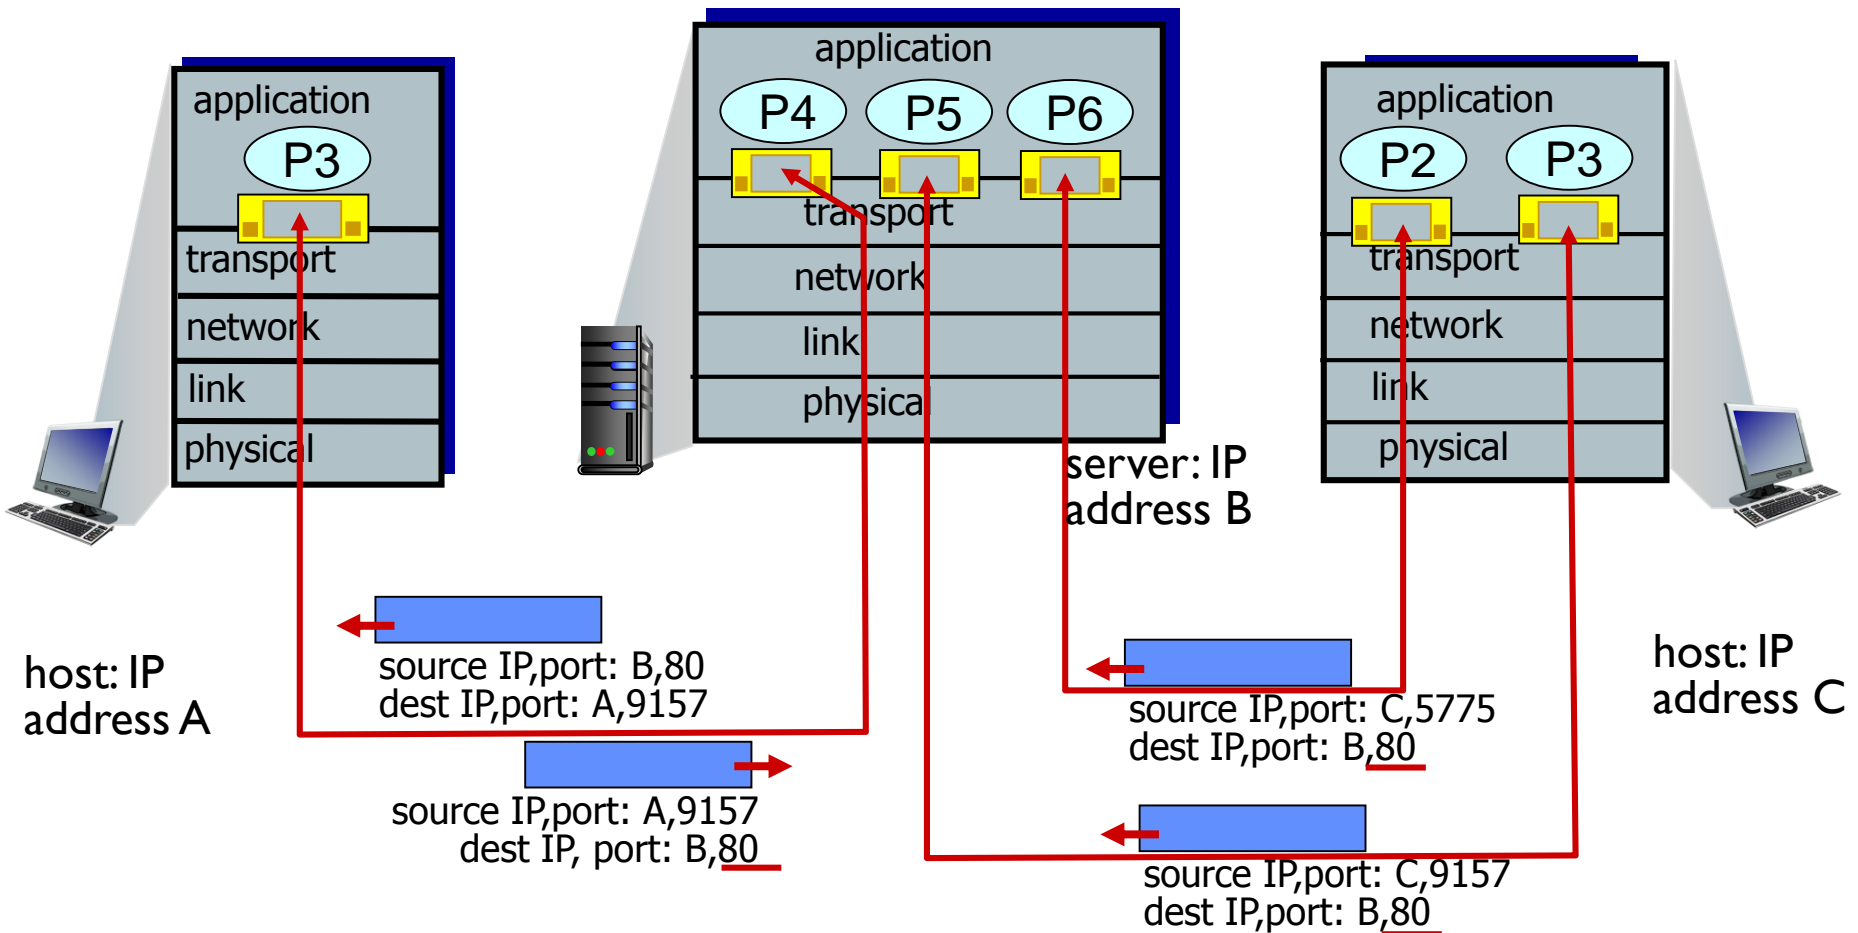 application
P3
transport
network
link
physical
host: IP
address A
application
P4
P5
P6
transport
network
link
physical
server: IP
address B
application
P2
P3
transport
network
link
physical
host: IP
address C
source IP,port: B,80
dest IP,port: A,9157
source IP,port: A,9157
dest IP, port: B,80
source IP,port: C,5775
dest IP,port: B,80
source IP,port: C,9157
dest IP,port: B,80